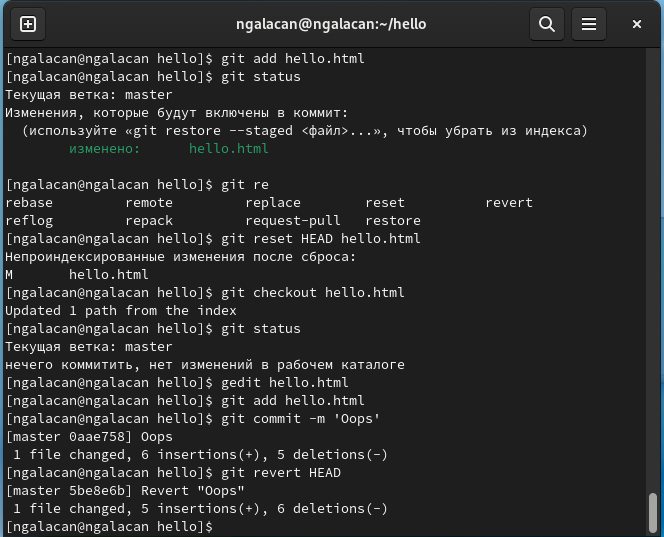 ngalacan@ngalacan:~/hello
[ngalacan@ngalacan hello]$ git add hello.html
[ngalacan@ngalacan hello]$ git status
Текущая ветка: master
Изменения, которые будут включены в коммит:
  (используйте «git restore --staged <файл>...», чтобы убрать из индекса)
        изменено:      hello.html

[ngalacan@ngalacan hello]$ git re
rebase         remote         replace        reset          revert
reflog         repack         request-pull   restore
[ngalacan@ngalacan hello]$ git reset HEAD hello.html
Непроиндексированные изменения после сброса:
M       hello.html
[ngalacan@ngalacan hello]$ git checkout hello.html
Updated 1 path from the index
[ngalacan@ngalacan hello]$ git status
Текущая ветка: master
нечего коммитить, нет изменений в рабочем каталоге
[ngalacan@ngalacan hello]$ gedit hello.html
[ngalacan@ngalacan hello]$ git add hello.html
[ngalacan@ngalacan hello]$ git commit -m 'Oops'
[master 0aae758] Oops
 1 file changed, 6 insertions(+), 5 deletions(-)
[ngalacan@ngalacan hello]$ git revert HEAD
[master 5be8e6b] Revert "Oops"
 1 file changed, 5 insertions(+), 6 deletions(-)
[ngalacan@ngalacan hello]$